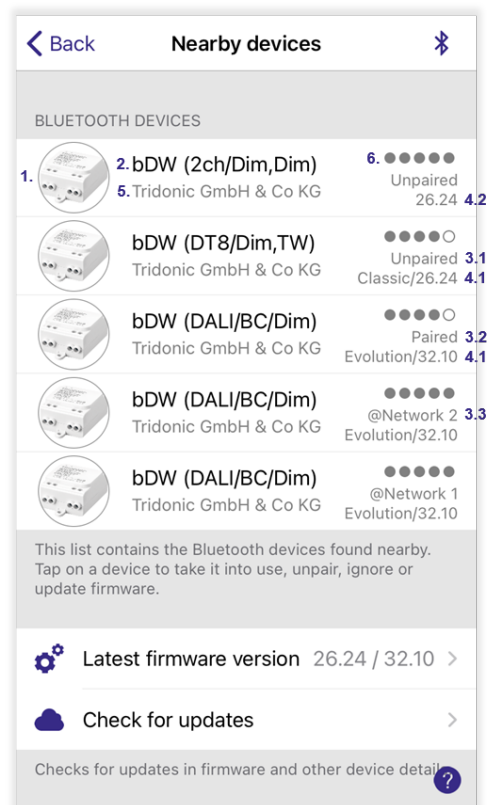 Back Nearby devices
BLUETOOTH DEVICES
1.
2. bDW (2ch/Dim,Dim)
5. Tridonic GmbH & Co KG
6.
Unpaired
26.24 4.2
bDW (DT8/Dim,TW)
Tridonic GmbH & Co KG
Unpaired 3.1
Classic/26.24 4.1
bDW (DALI/BC/Dim)
Tridonic GmbH & Co KG
Paired 3.2
Evolution/32.10 4.1
bDW (DALI/BC/Dim)
Tridonic GmbH & Co KG
@Network 2 3.3
Evolution/32.10
bDW (DALI/BC/Dim)
Tridonic GmbH & Co KG
@Network 1
Evolution/32.10
This list contains the Bluetooth devices found nearby.
Tap on a device to take it into use, unpair, ignore or
update firmware.
Latest firmware version 26.24 / 32.10
Check for updates
Checks for updates in firmware and other device detail
?